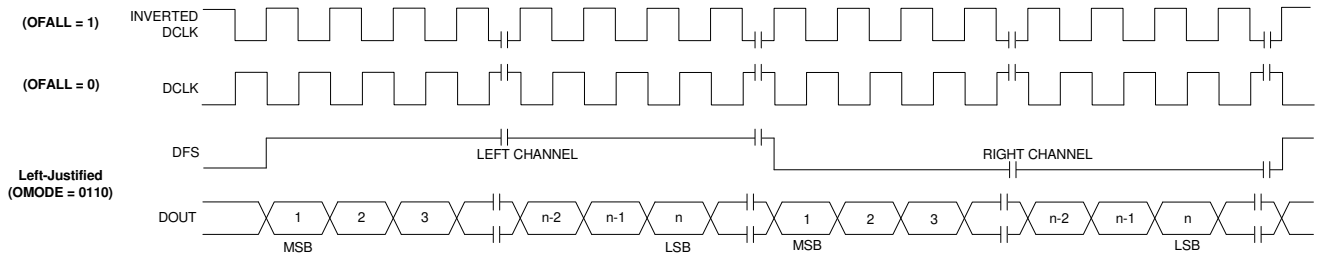 (OFALL = 1)
INVERTED
DCLK
(OFALL = 0)
DCLK
DFS
LEFT CHANNEL
RIGHT CHANNEL
Left-Justified
(OMODE = 0110)
DOUT
1 2 3 n-2 n-1 n 1 2 3 n-2 n-1 n
MSB LSB MSB LSB